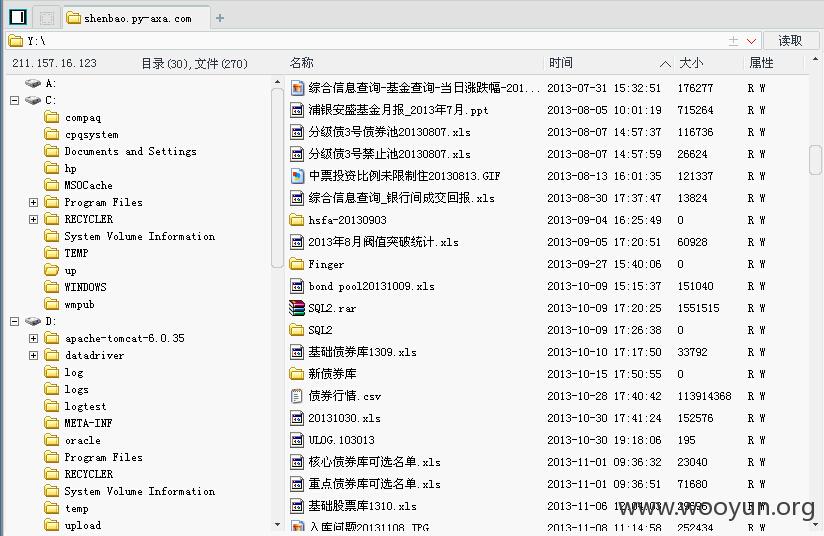 shenbao.py-axa.com
Y:\
读取
211.157.16.123 目录(30),文件(270) 名称 时间 大小 属性
A:
C:
compaq
cpqsystem
Documents and Settings
hp
MSOCache
Program Files
RECYCLER
System Volume Information
TEMP
up
WINDOWS
wmpub
D:
apache-tomcat-6.0.35
datadriver
log
logs
logtest
META-INF
oracle
Program Files
RECYCLER
System Volume Information
temp
upload
综合信息查询-基金查询-当日涨跌幅-201... 2013-07-31 15:32:51 176277 R W
浦银安盛基金月报_2013年7月.ppt 2013-08-05 10:01:19 715264 R W
分级债3号债券池20130807.xls 2013-08-07 14:57:37 116736 R W
分级债3号禁止池20130807.xls 2013-08-07 14:57:59 26624 R W
中票投资比例未限制住20130813.GIF 2013-08-13 16:01:35 121337 R W
综合信息查询_银行间成交回报.xls 2013-08-30 17:37:47 13824 R W
hsfa-20130903 2013-09-04 16:25:49 0 R W
2013年8月阀值突破统计.xls 2013-09-05 17:20:51 60928 R W
Finger 2013-09-27 15:40:06 0 R W
bond pool20131009.xls 2013-10-09 15:15:37 151040 R W
SQL2.rar 2013-10-09 17:20:25 1551515 R W
SQL2 2013-10-09 17:26:38 0 R W
基础债券库1309.xls 2013-10-10 17:17:50 33792 R W
新债券库 2013-10-15 17:50:55 0 R W
债券行情.csv 2013-10-28 17:40:42 113914368 R W
20131030.xls 2013-10-30 17:41:24 152576 R W
ULOG.103013 2013-10-30 19:18:06 195 R W
核心债券库可选名单.xls 2013-11-01 09:36:32 23040 R W
重点债券库可选名单.xls 2013-11-01 09:36:51 71680 R W
基础股票库1310.xls 2013-11-06 12:04:03 R W
入库问题20131108.JPG 2013-11-08 11:14:58 252434 R W
www.wooyun.org